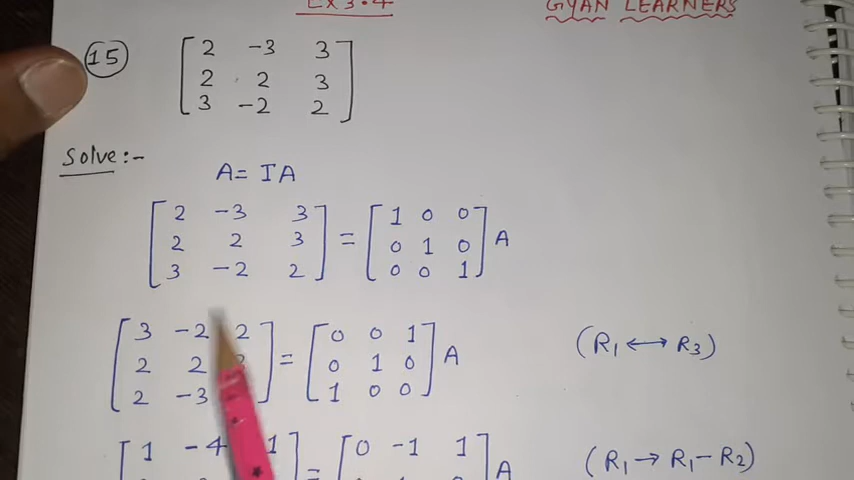 Ex 3.4 GYAN LEARNERS
15 [2 -3 3
2 2 3
3 -2 2]
Solve:-
A = IA
[2 -3 3
2 2 3
3 -2 2] = [1 0 0
0 1 0
0 0 1] A
[3 -2 2
2 2
2 -3] = [0 0 1
0 1 0
1 0 0] A (R1 ↔ R3)
[1 -4 1] = [0 -1 1] A (R1 → R1 - R2)